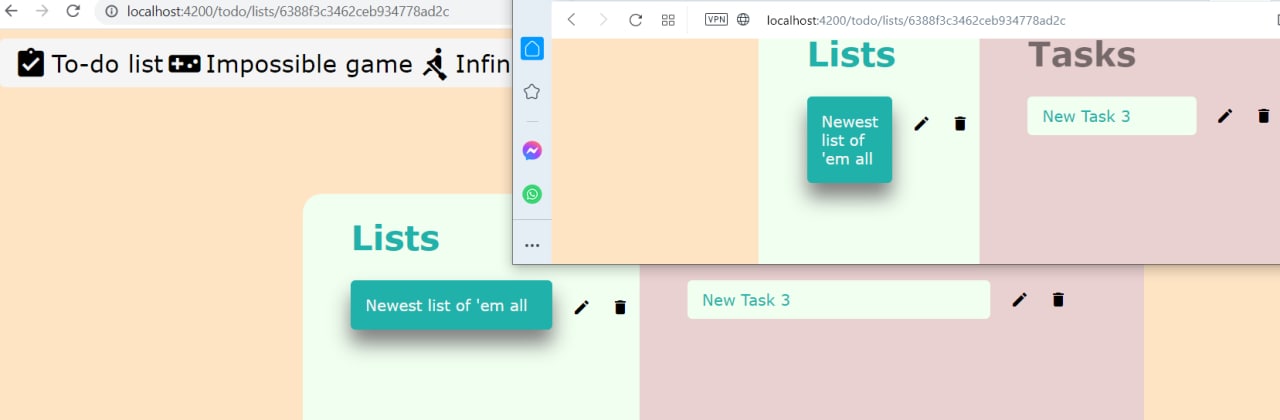 localhost:4200/todo/lists/6388f3c3462ceb934778ad2c
To-do list Impossible game Infin
Lists
Newest list of 'em all
New Task 3
VPN localhost:4200/todo/lists/6388f3c3462ceb934778ad2c
Lists Tasks
Newest
list of
'em all
New Task 3